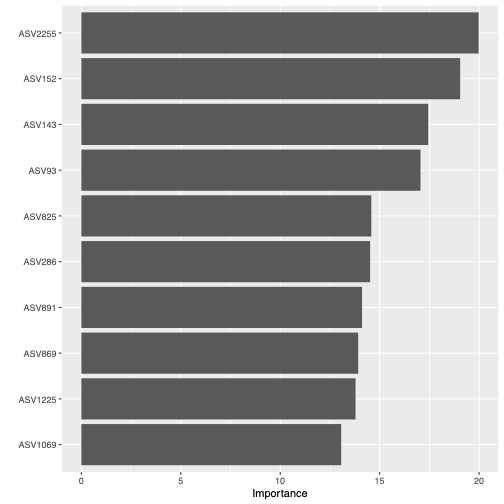 ASV2255
ASV152
ASV143
ASV93
ASV825
ASV286
ASV891
ASV869
ASV1225
ASV1069
0 5 10 15 20
Importance